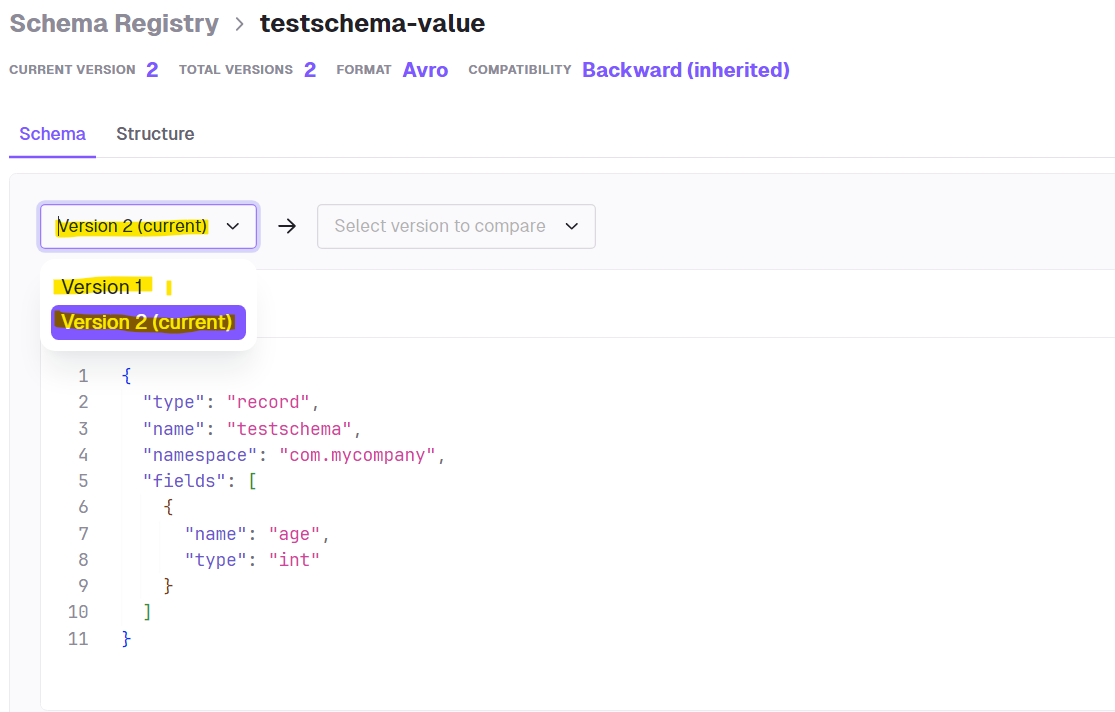 Schema Registry > testschema-value
CURRENT VERSION 2 TOTAL VERSIONS 2 FORMAT Avro COMPATIBILITY Backward (inherited)
Schema Structure
Version 2 (current) → Select version to compare
Version 1
Version 2 (current)
1 {
2 "type": "record",
3 "name": "testschema",
4 "namespace": "com.mycompany",
5 "fields": [
6 {
7 "name": "age",
8 "type": "int"
9 }
10 ]
11 }